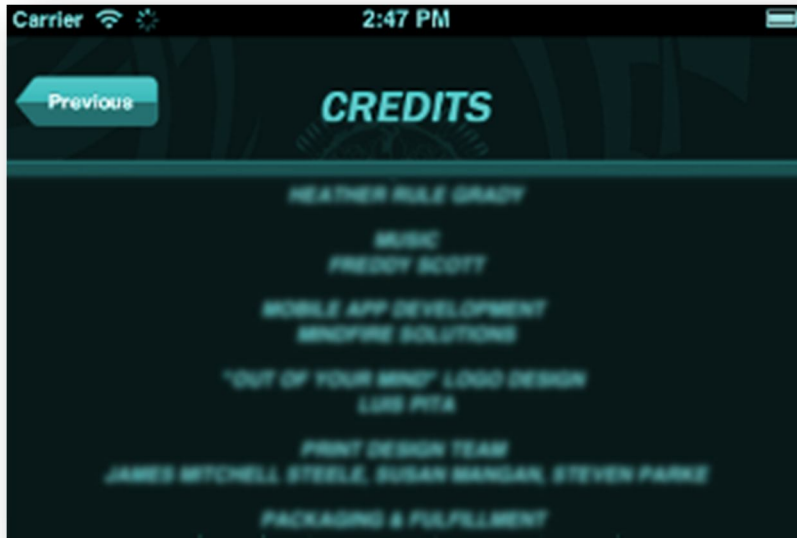 Carrier 2:47 PM
Previous
CREDITS
HEATHER RULE GRADY
MUSIC
FREDDY SCOTT
MOBILE APP DEVELOPMENT
MINDFIRE SOLUTIONS
"OUT OF YOUR MIND" LOGO DESIGN
LUIS PITA
PRINT DESIGN TEAM
JAMES MITCHELL STEELE, SUSAN MANGAN, STEVEN PARKE
PACKAGING & FULFILLMENT